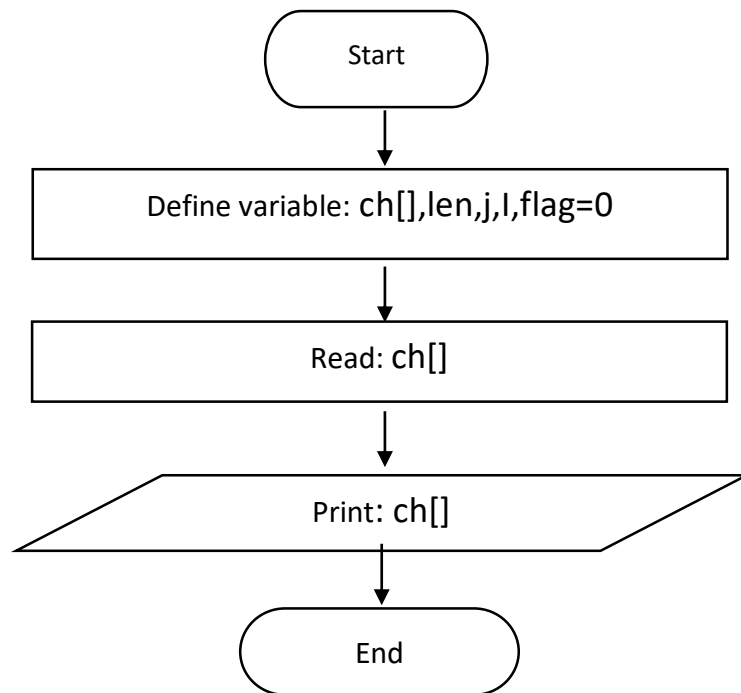 Start
Define variable: ch[],len,j,I,flag=0
Read: ch[]
Print: ch[]
End